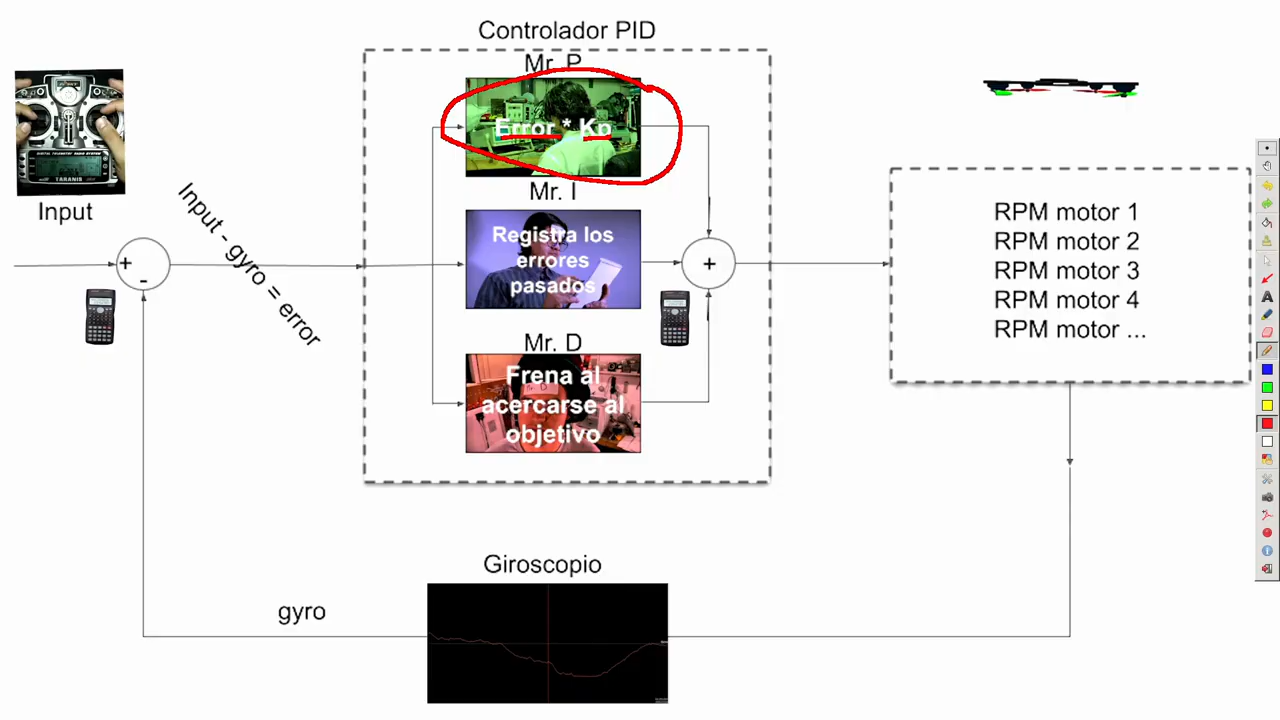 Controlador PID
Mr. P
Error * Kp
Input
Input - gyro = error
+
-
Mr. I
Registra los
errores
pasados
+
Mr. D
Frena al
acercarse al
objetivo
RPM motor 1
RPM motor 2
RPM motor 3
RPM motor 4
RPM motor ...
Giroscopio
gyro
TARANIS